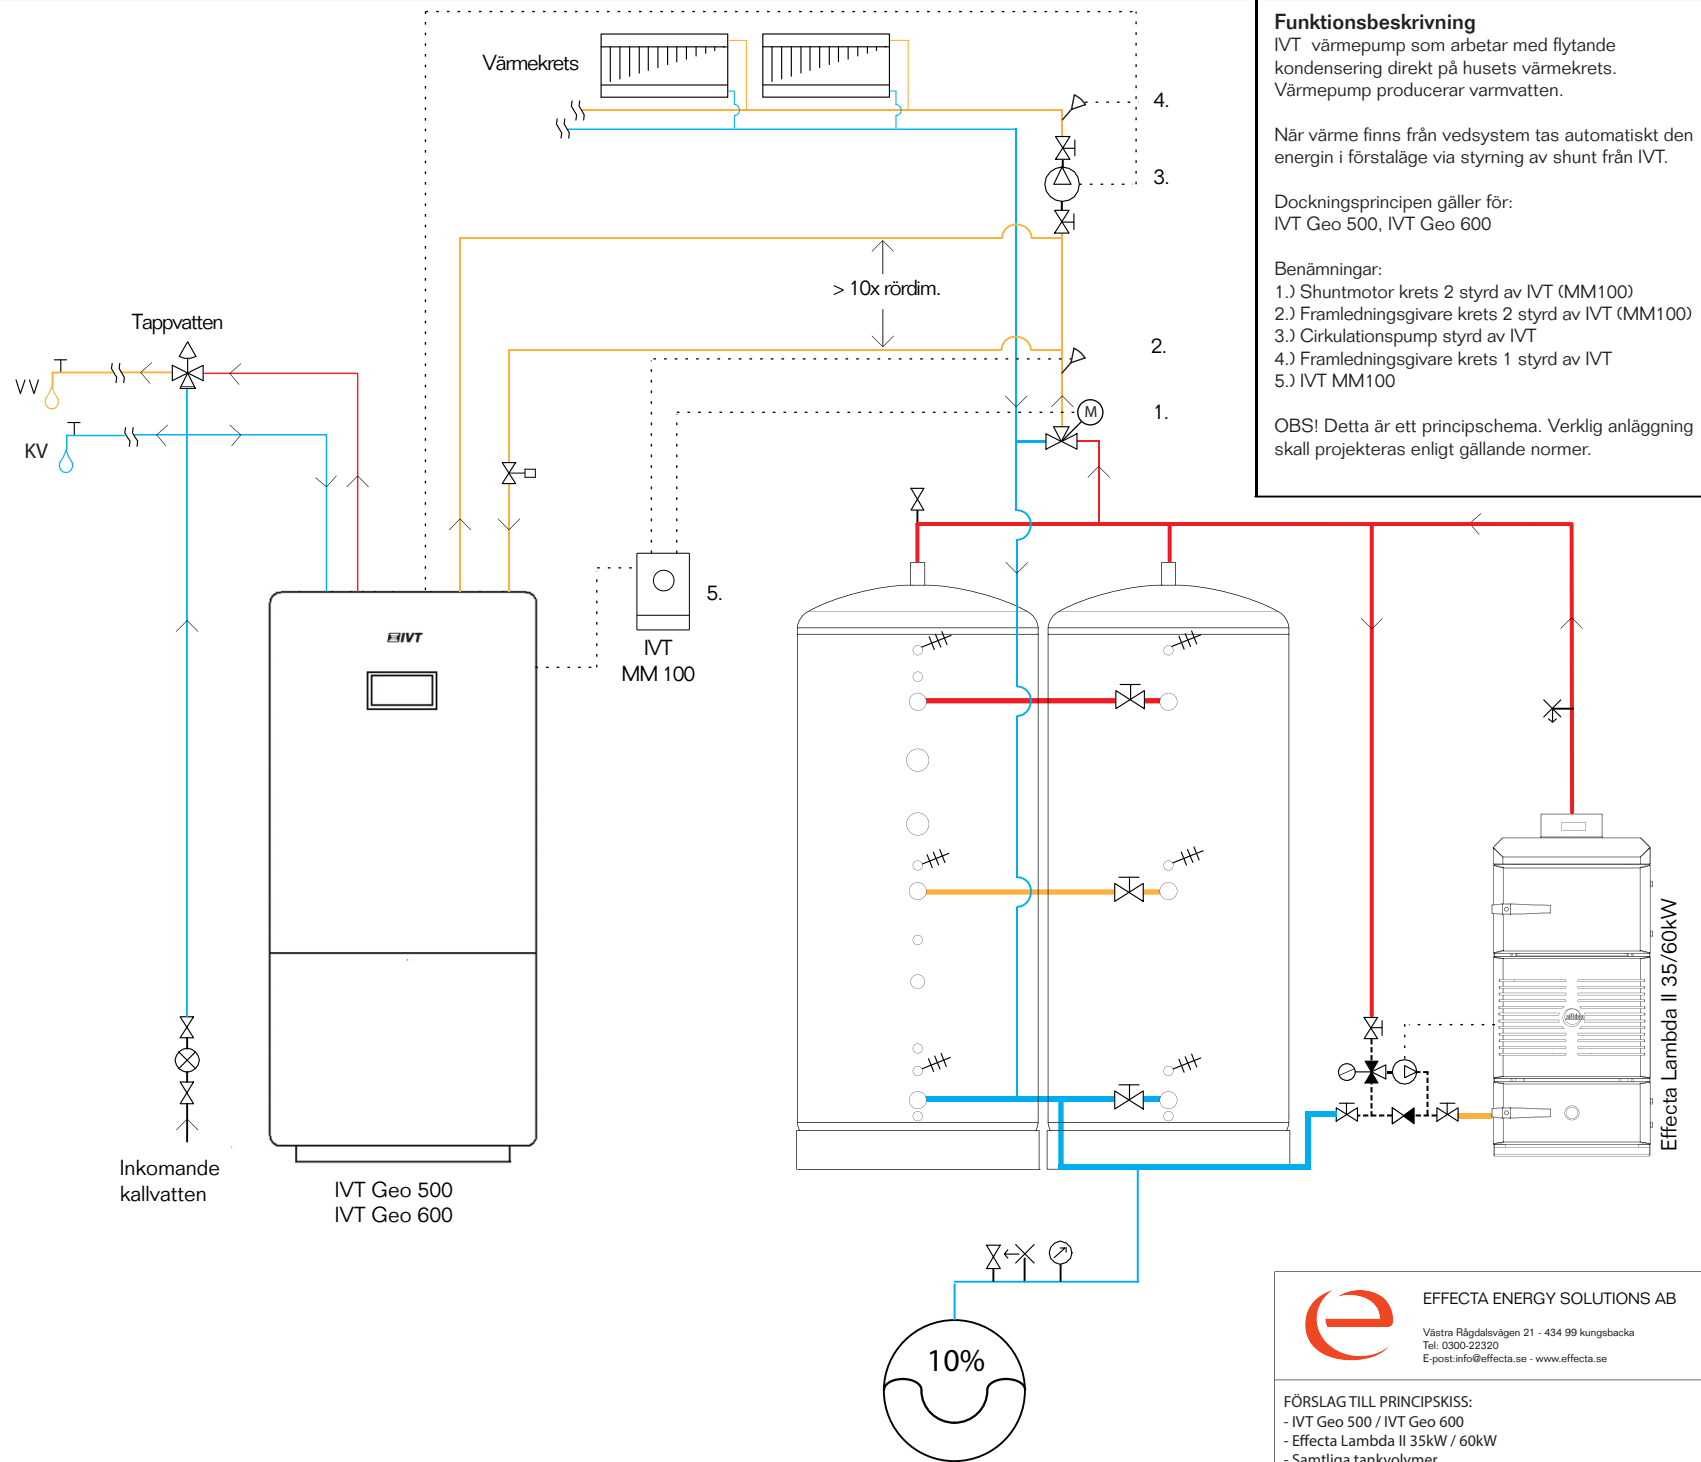 Funktionsbeskrivning
IVT värmepump som arbetar med flytande
kondensering direkt på husets värmekrets.
Värmepump producerar varmvatten.
När värme finns från vedsystem tas automatiskt den
energin i förstaläge via styrning av shunt från IVT.
Dockningsprincipen gäller för:
IVT Geo 500, IVT Geo 600
Benämningar:
1.) Shuntmotor krets 2 styrd av IVT (MM100)
2.) Framledningsgivare krets 2 styrd av IVT (MM100)
3.) Cirkulationspump styrd av IVT
4.) Framledningsgivare krets 1 styrd av IVT
5.) IVT MM100
OBS! Detta är ett principschema. Verklig anläggning
skall projekteras enligt gällande normer.
Värmekrets
4.
3.
> 10x rördim.
Tappvatten
2.
VV
1.
M
KV
5.
IVT
IVT
MM 100
Effecta Lambda II 35/60kW
Inkomande
kallvatten
IVT Geo 500
IVT Geo 600
10%
EFFECTA ENERGY SOLUTIONS AB
Västra Rågdalsvägen 21 - 434 99 kungsbacka
Tel: 0300-22320
E-post:info@effecta.se - www.effecta.se
FÖRSLAG TILL PRINCIPSKISS:
- IVT Geo 500 / IVT Geo 600
- Effecta Lambda II 35kW / 60kW
- Samtliga tankvolymer